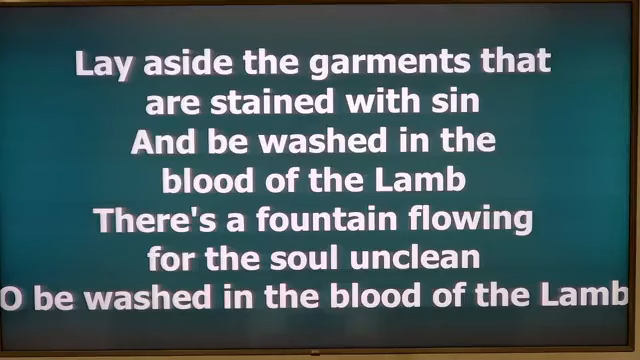 Lay aside the garments that
are stained with sin
And be washed in the
blood of the Lamb
There's a fountain flowing
for the soul unclean
O be washed in the blood of the Lamb